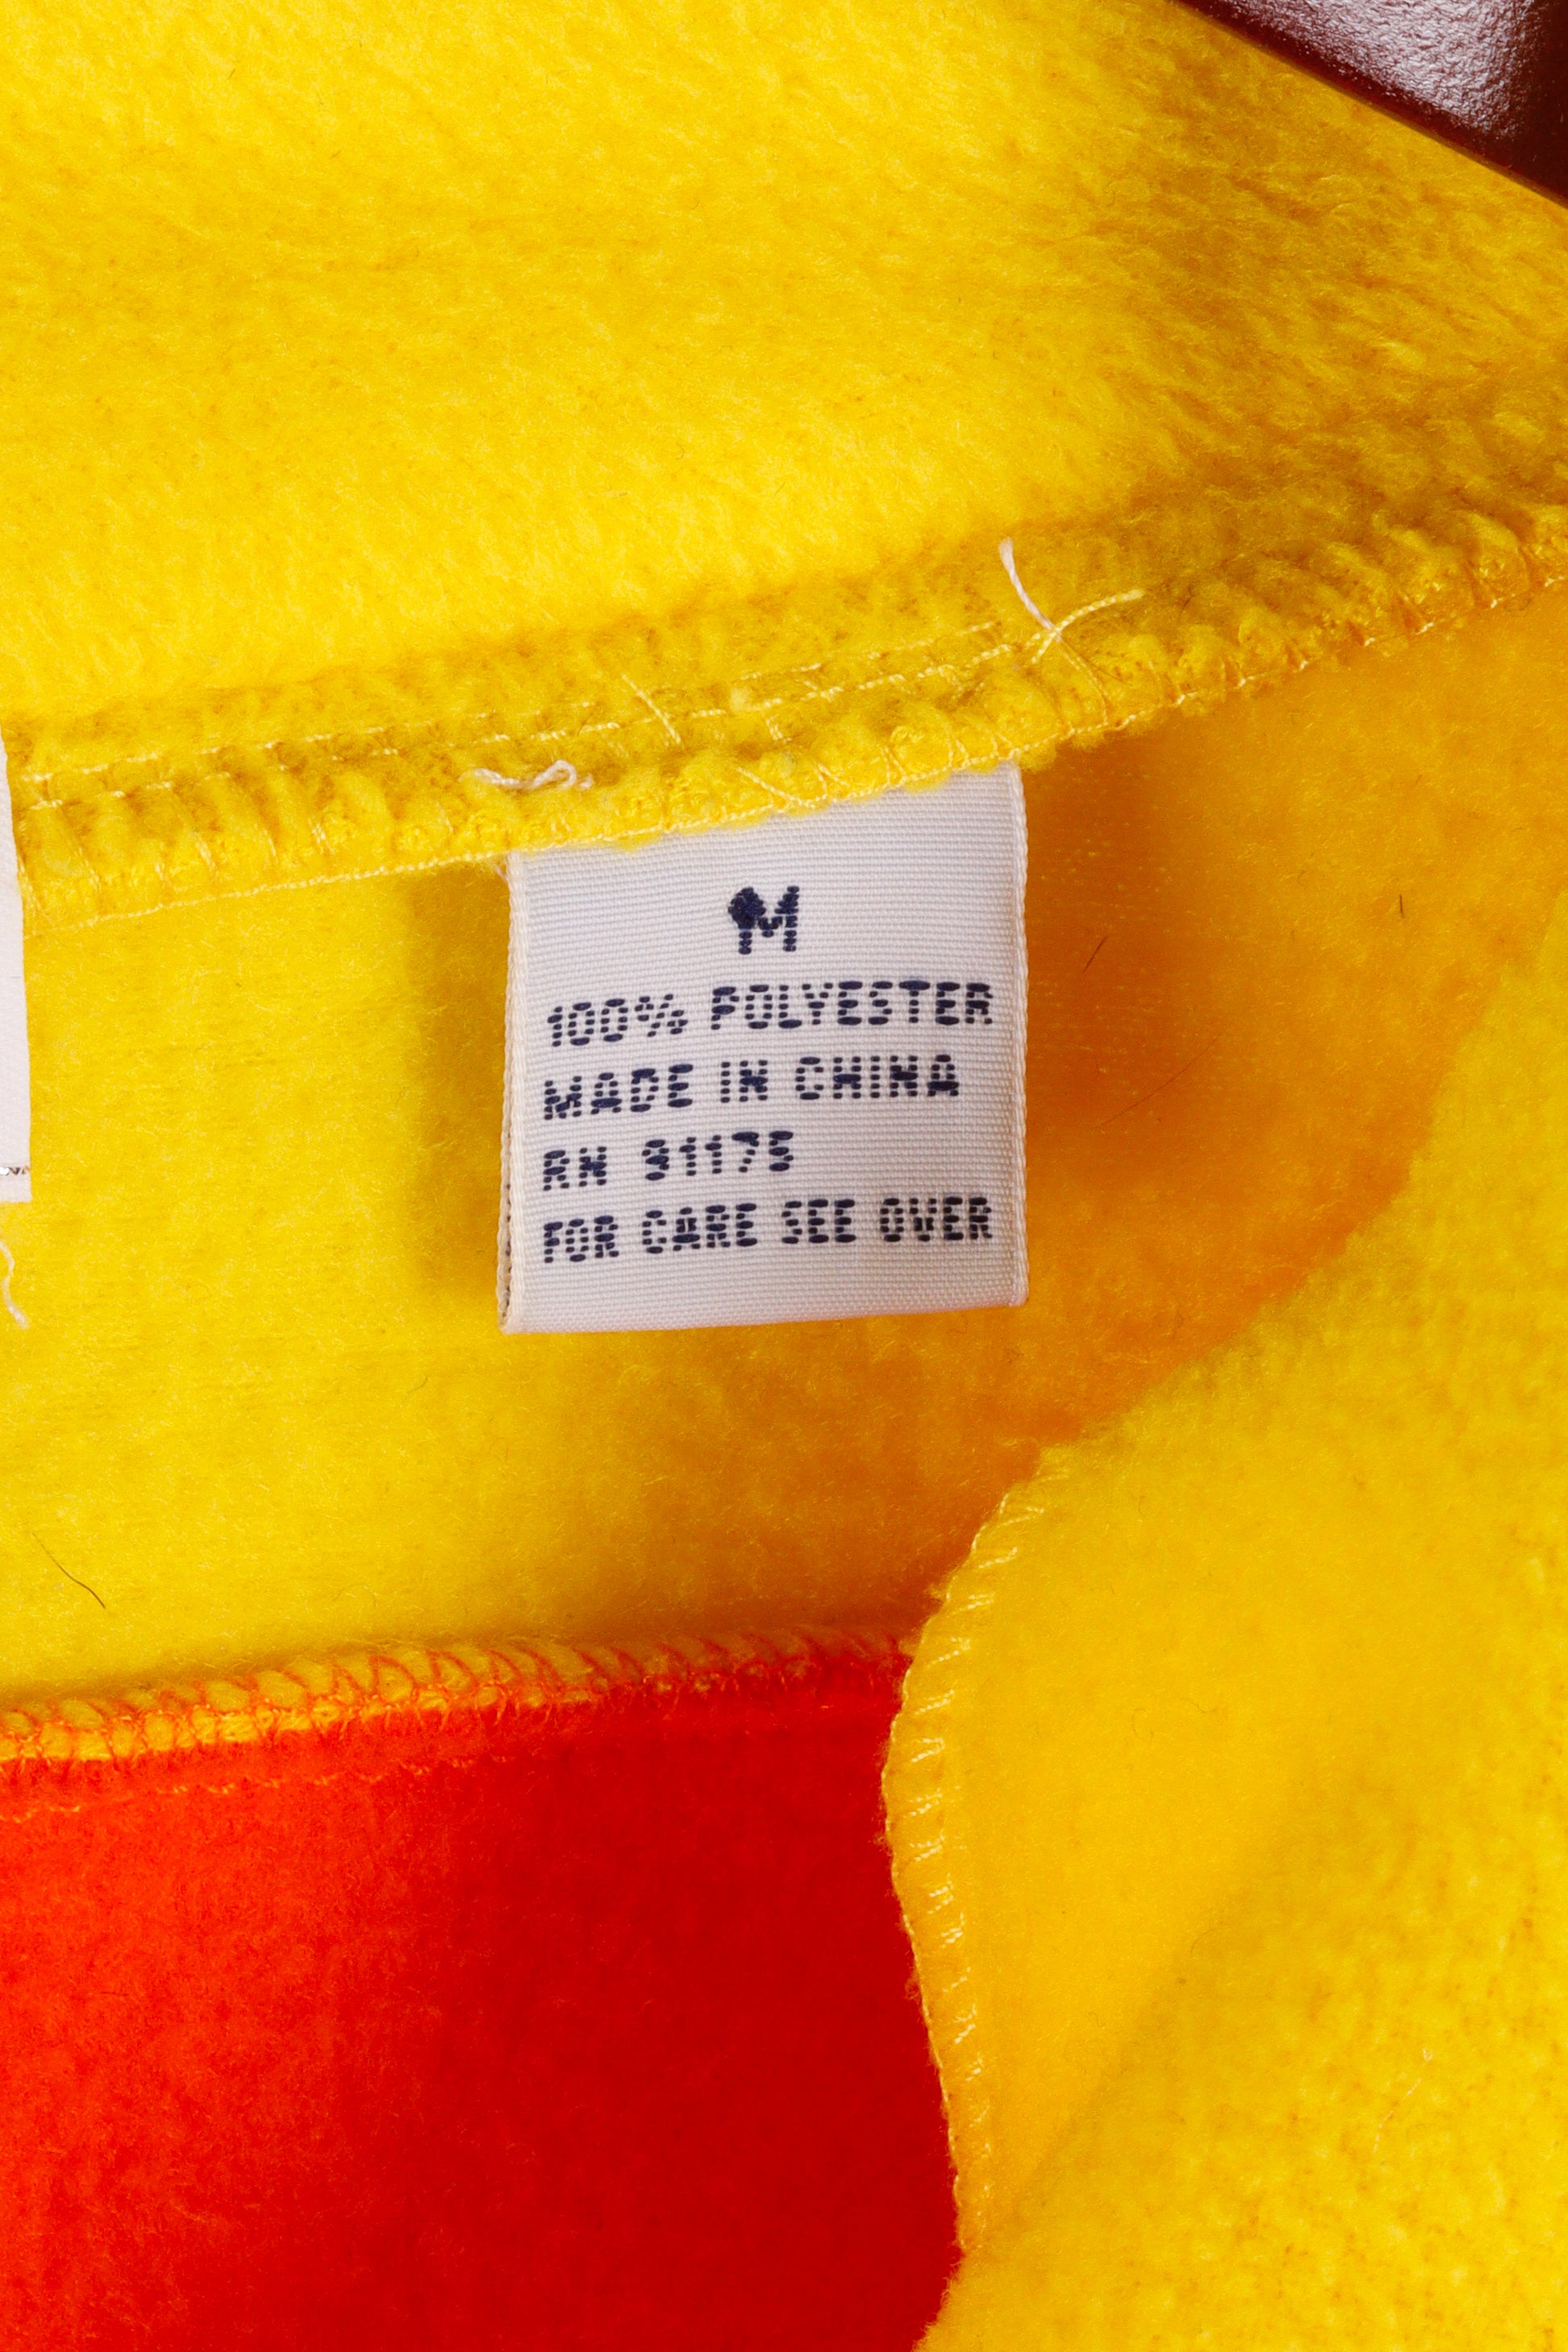 M
100% POLYESTER
MADE IN CHINA
RN 91175
FOR CARE SEE OVER